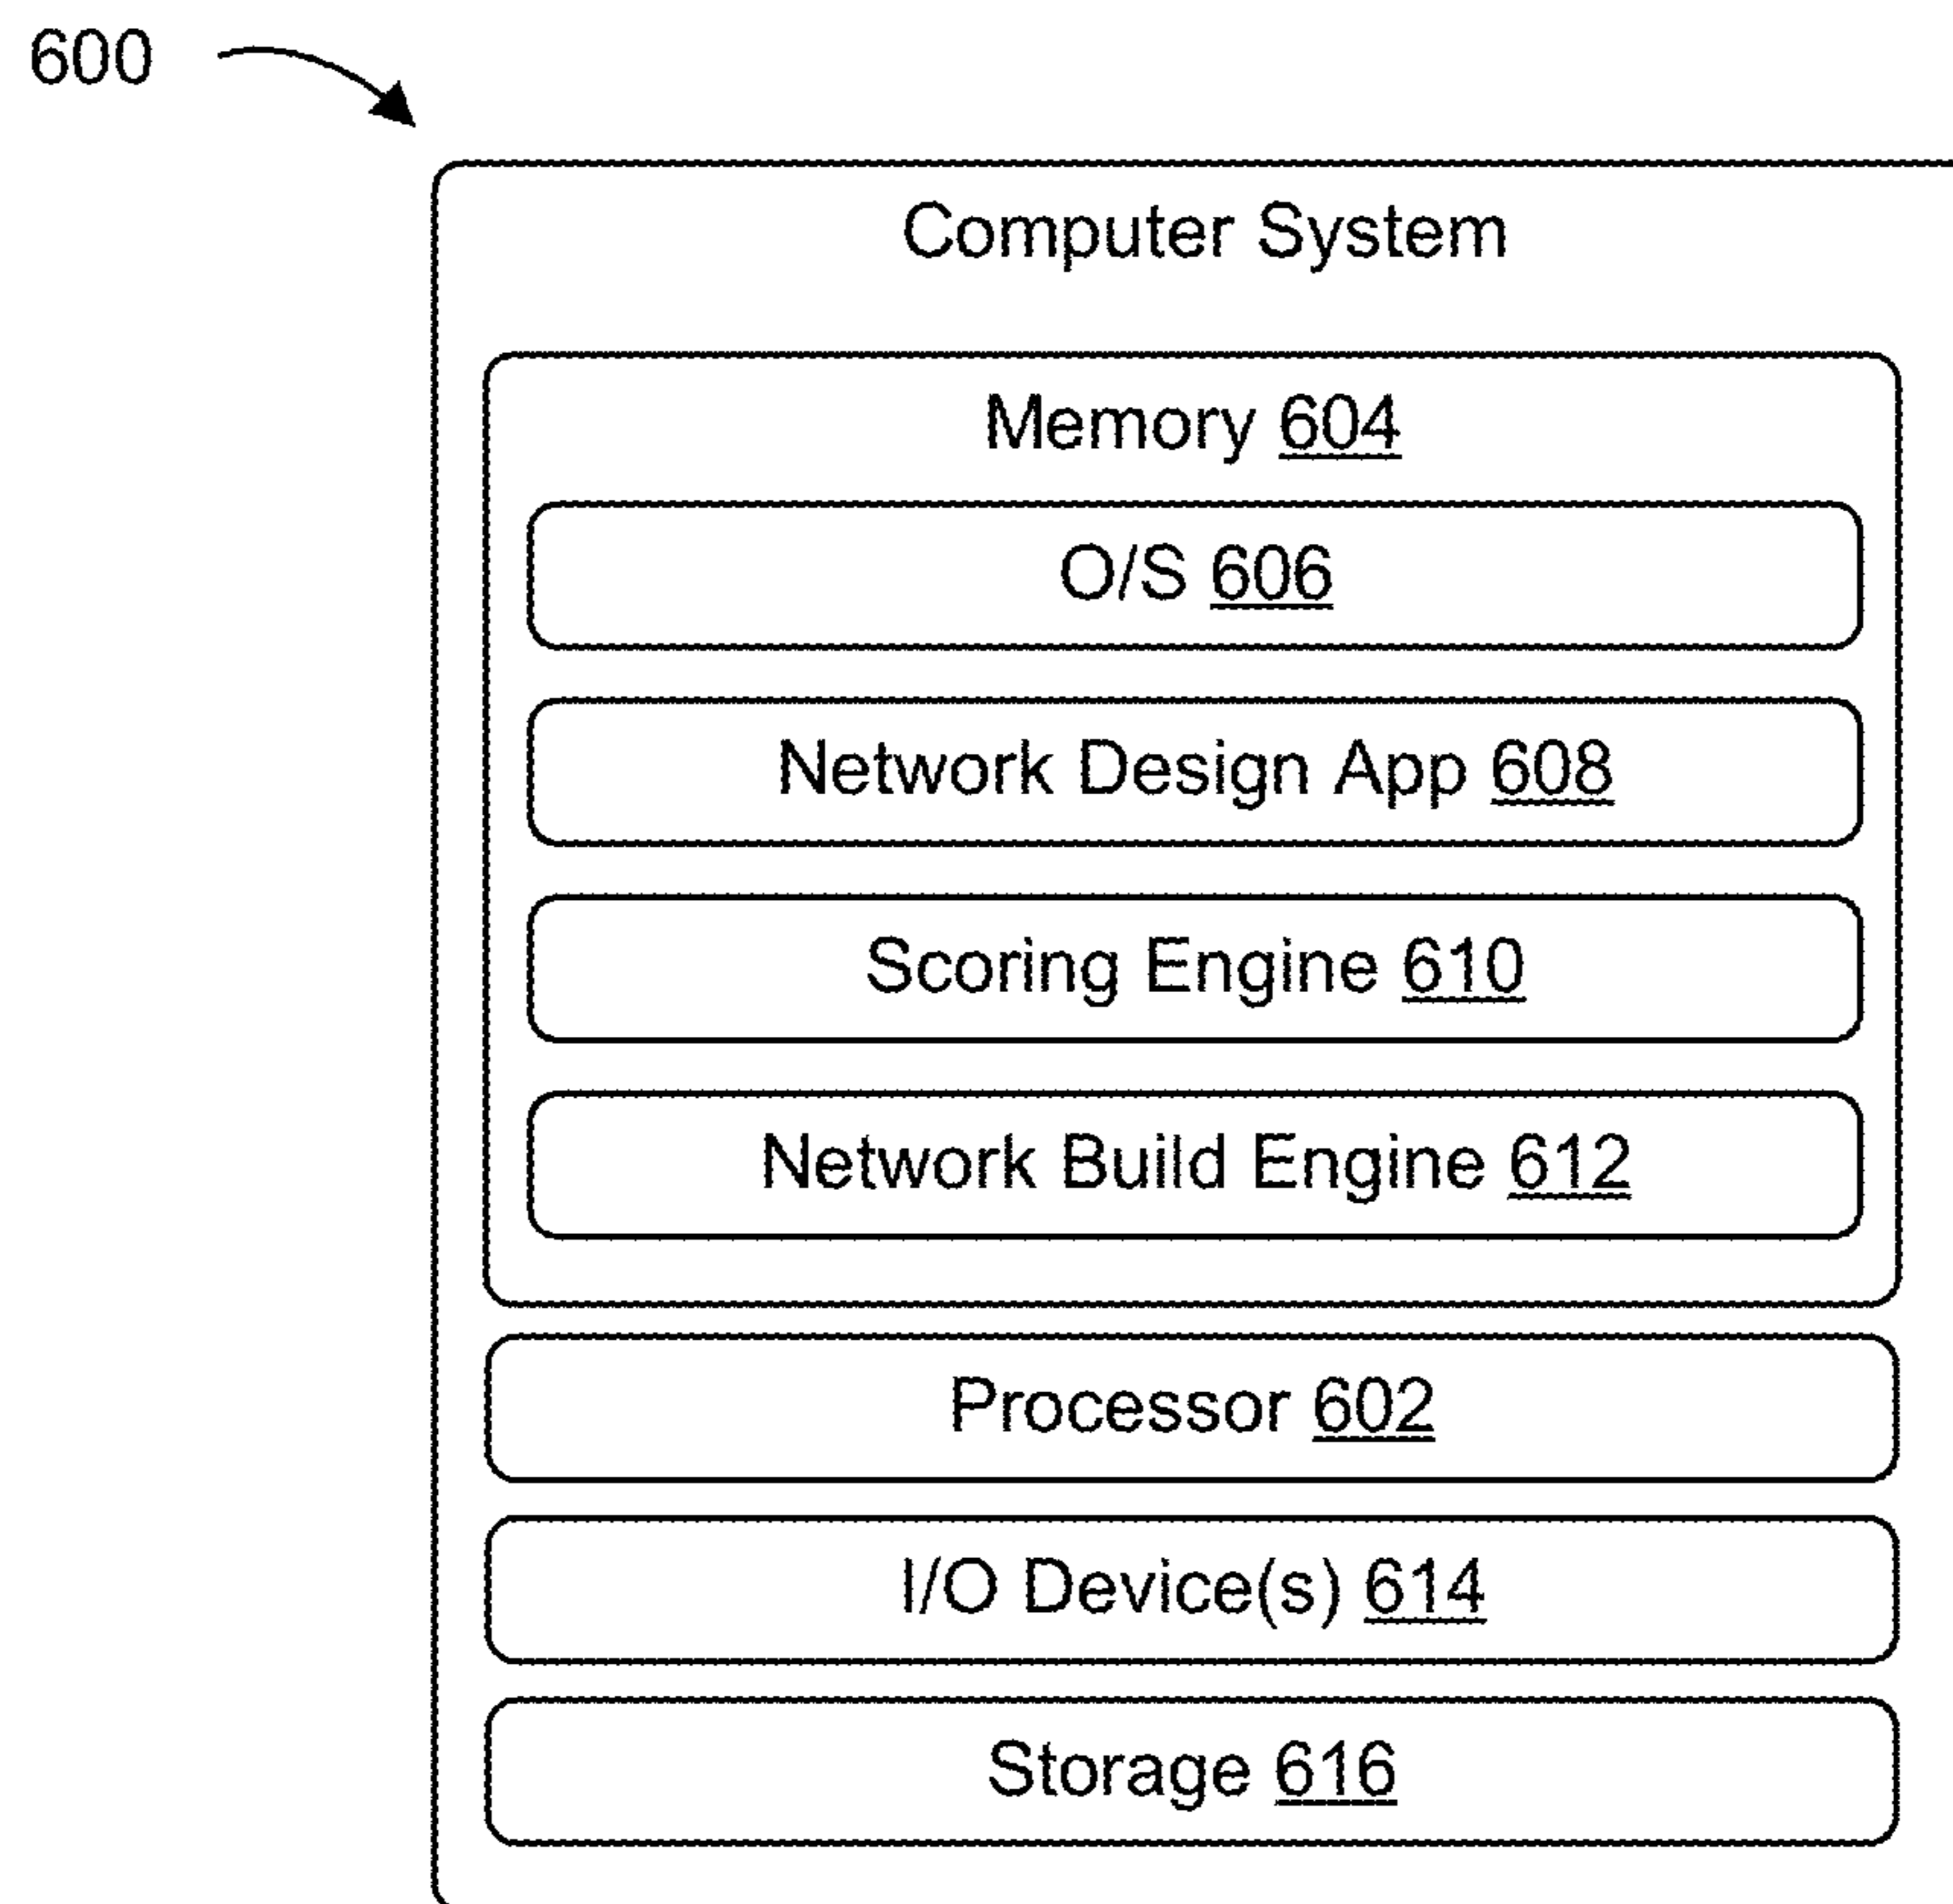 600
Computer System
Memory 604
O/S 606
Network Design App 608
Scoring Engine 610
Network Build Engine 612
Processor 602
I/O Device(s) 614
Storage 616